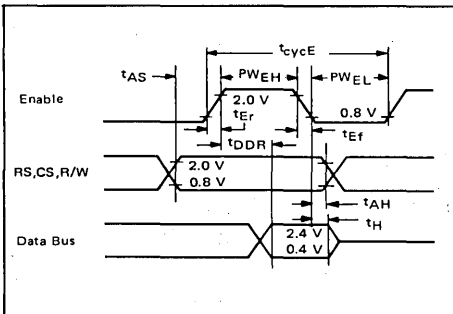 tcycE
tAS
PWEH
PWEL
Enable
2.0 V
0.8 V
tEr
tEf
tDDR
RS,CS,R/W
2.0 V
0.8 V
tAH
tH
Data Bus
2.4 V
0.4 V